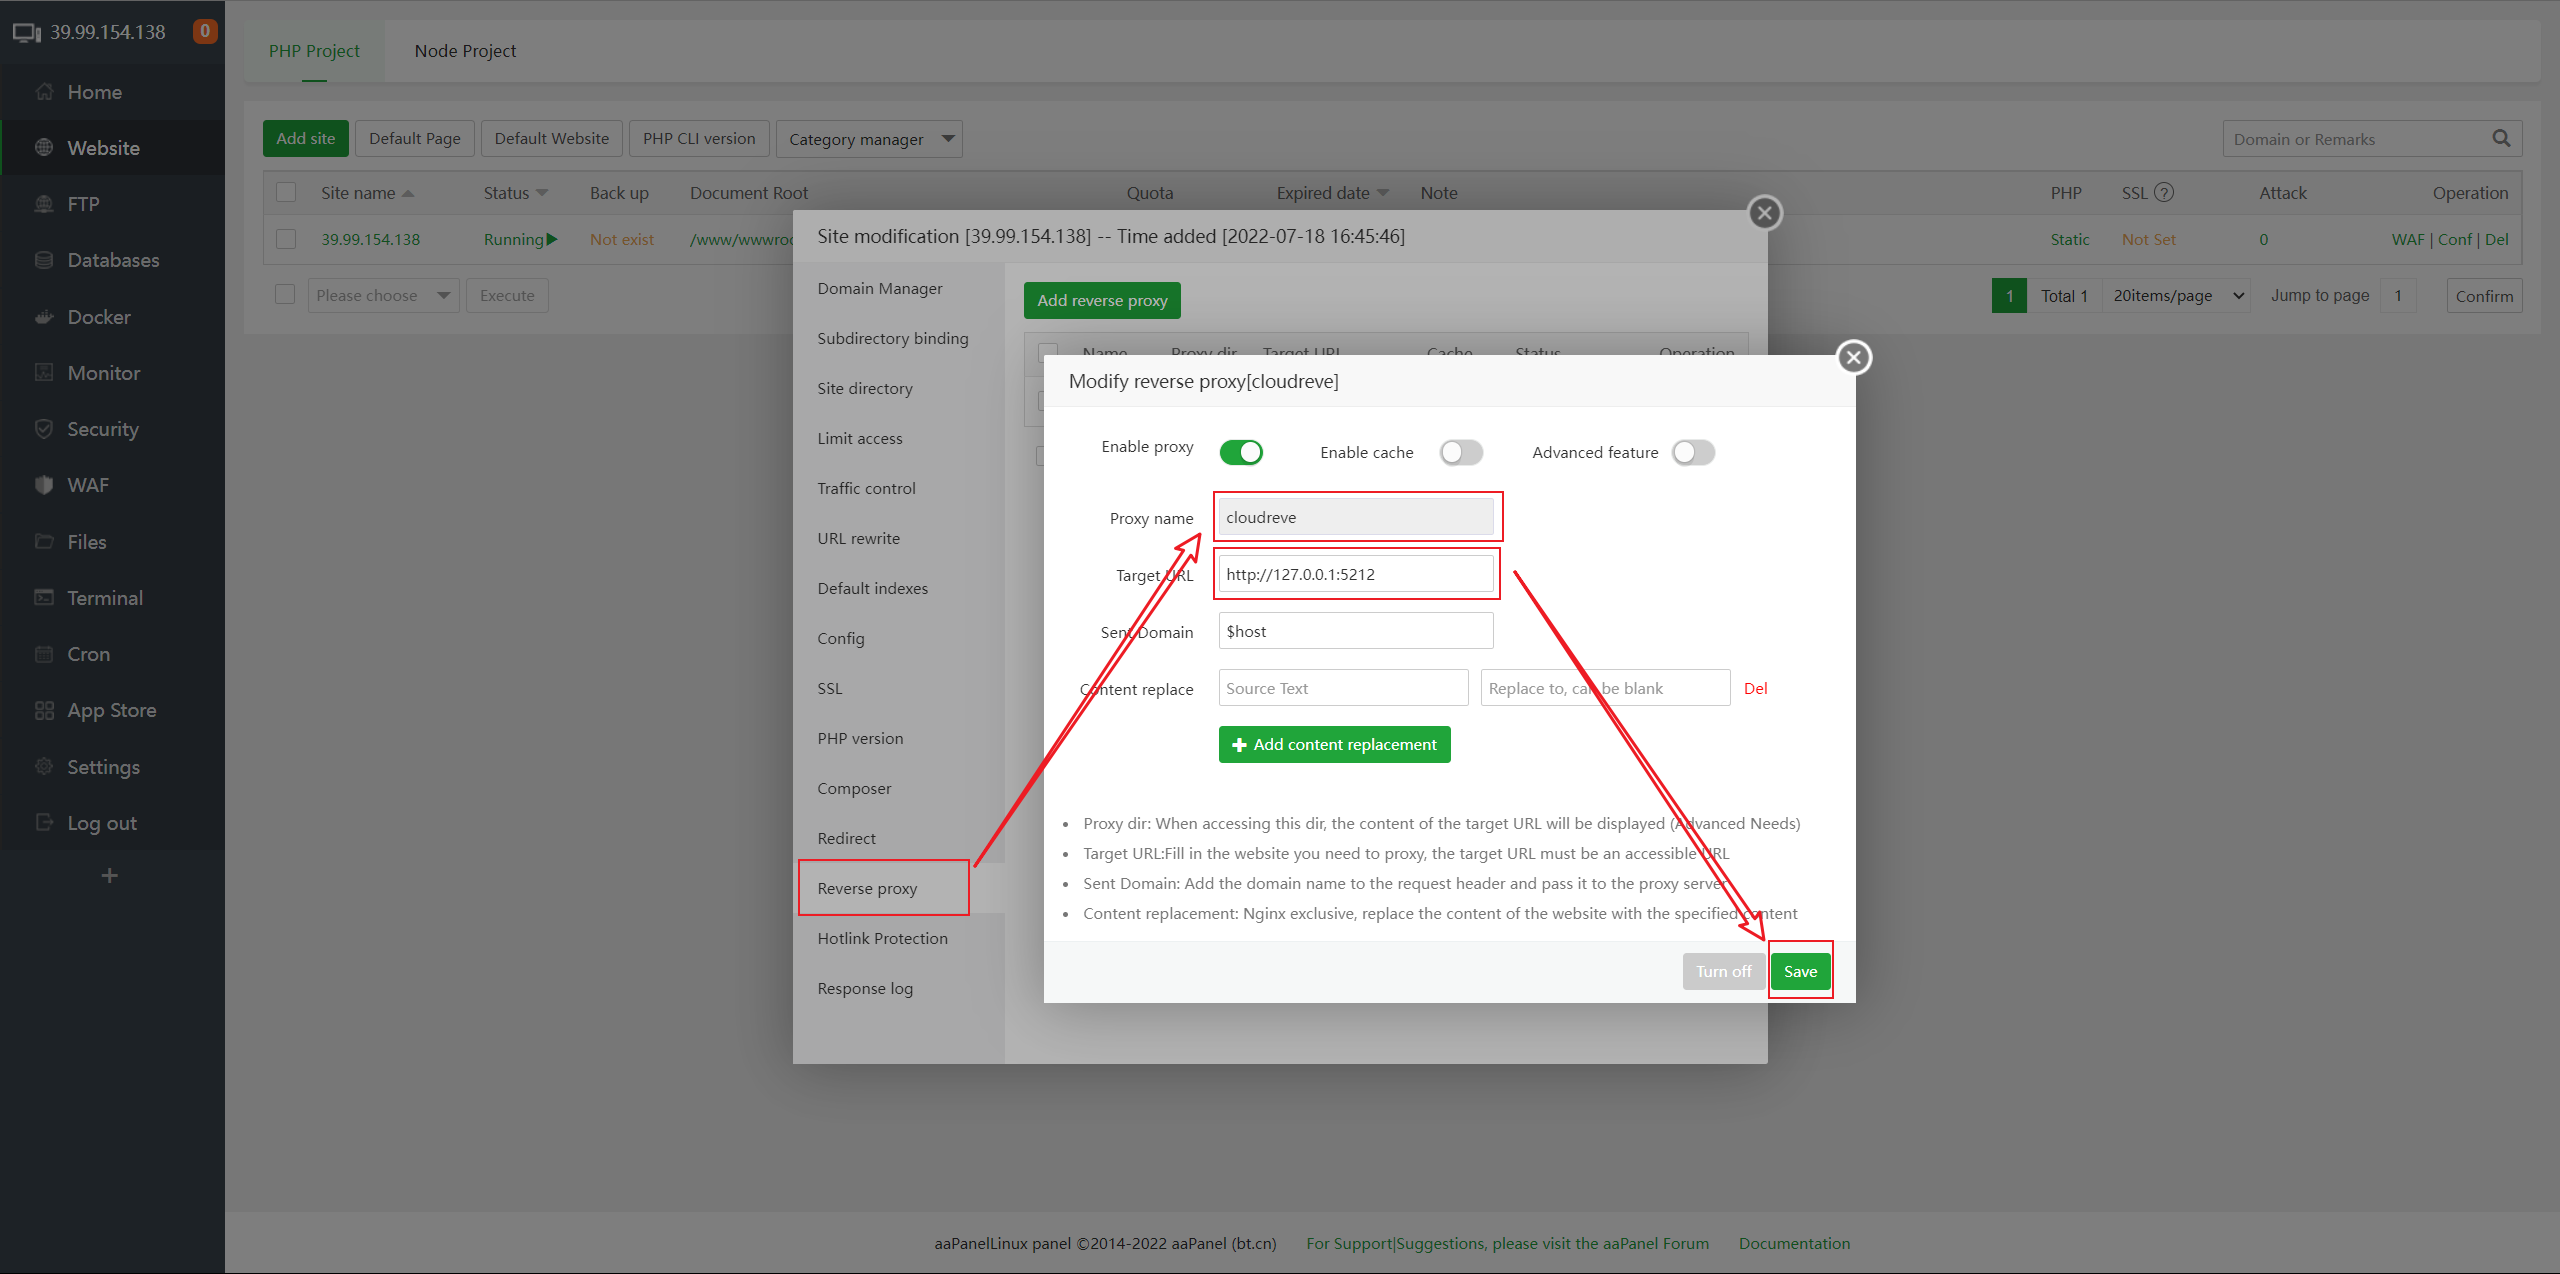 39.99.154.138 0
Home
Website
FTP
Databases
Docker
Monitor
Security
WAF
Files
Terminal
Cron
App Store
Settings
Log out
PHP Project Node Project
Add site Default Page Default Website PHP CLI version Category manager Domain or Remarks
Site name Status Back up Document Root Quota Expired date Note PHP SSL ? Attack Operation
39.99.154.138 Running Not exist /www/wwwroo Static Not Set 0 WAF | Conf | Del
Please choose Execute 1 Total 1 20items/page Jump to page 1 Confirm
Site modification [39.99.154.138] -- Time added [2022-07-18 16:45:46]
Domain Manager
Subdirectory binding
Site directory
Limit access
Traffic control
URL rewrite
Default indexes
Config
SSL
PHP version
Composer
Redirect
Reverse proxy
Hotlink Protection
Response log
Add reverse proxy
Name Proxy dir Target URL Cache Status Operation
Modify reverse proxy[cloudreve]
Enable proxy Enable cache Advanced feature
Proxy name cloudreve
Target URL http://127.0.0.1:5212
Sent Domain $host
Content replace Source Text Replace to, can be blank Del
Add content replacement
• Proxy dir: When accessing this dir, the content of the target URL will be displayed (Advanced Needs)
• Target URL:Fill in the website you need to proxy, the target URL must be an accessible URL
• Sent Domain: Add the domain name to the request header and pass it to the proxy server
• Content replacement: Nginx exclusive, replace the content of the website with the specified content
Turn off Save
aaPanelLinux panel ©2014-2022 aaPanel (bt.cn) For Support|Suggestions, please visit the aaPanel Forum Documentation